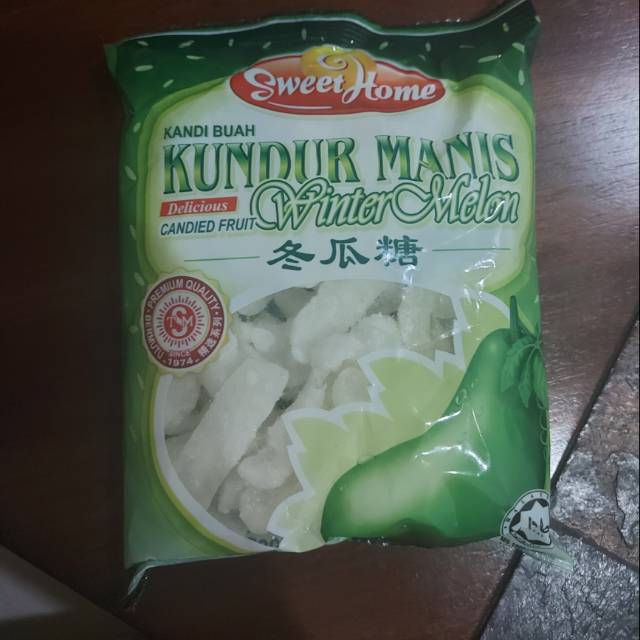 Sweet Home
KANDI BUAH
KUNDUR MANIS
Delicious
Winter Melon
CANDIED FRUIT
冬瓜糖
PREMIUM QUALITY
SINCE
1974